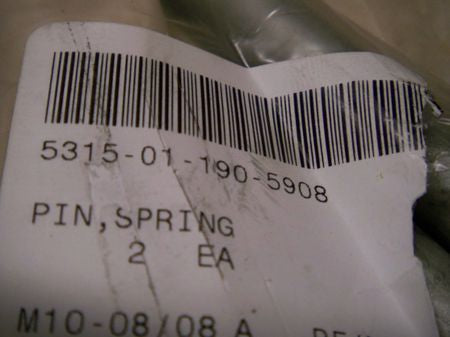 5315-01-190-5908
PIN,SPRING
2 EA
M10-08/08 A